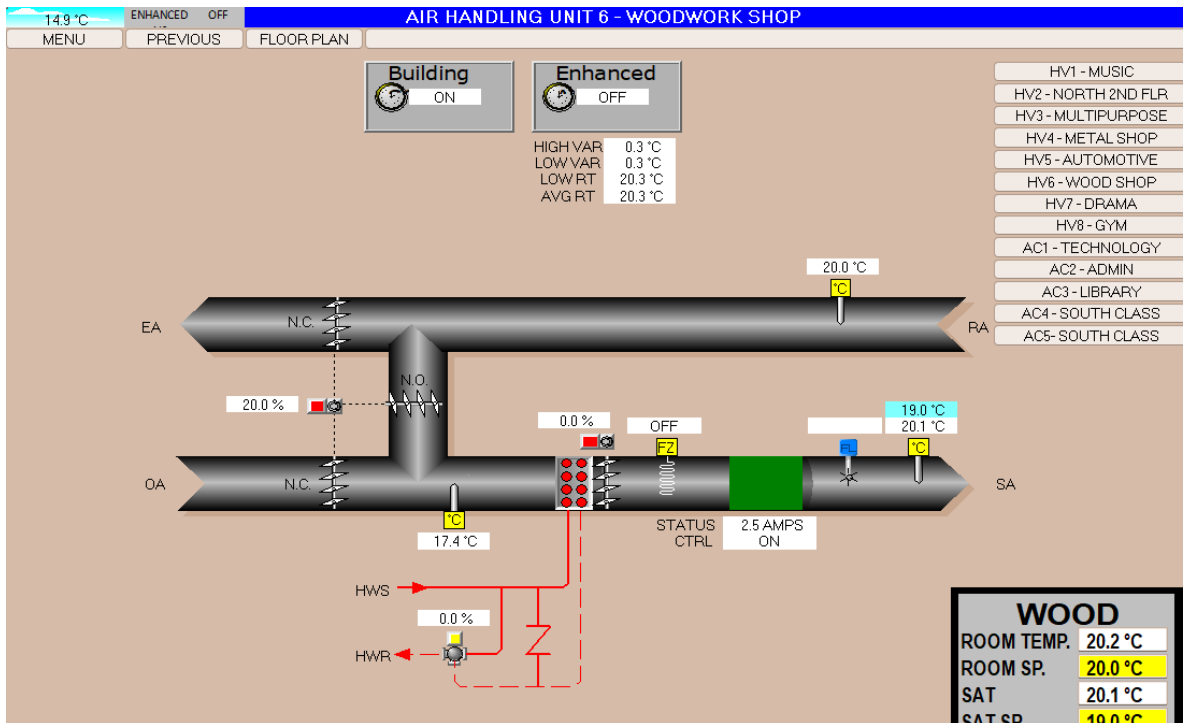 14.9 °C
ENHANCED OFF
AIR HANDLING UNIT 6 - WOODWORK SHOP
MENU
PREVIOUS
FLOOR PLAN
Building
ON
Enhanced
OFF
HIGH VAR 0.3 °C
LOW VAR 0.3 °C
LOW RT 20.3 °C
AVG RT 20.3 °C
HV1 - MUSIC
HV2 - NORTH 2ND FLR
HV3 - MULTIPURPOSE
HV4 - METAL SHOP
HV5 - AUTOMOTIVE
HV6 - WOOD SHOP
HV7 - DRAMA
HV8 - GYM
AC1 - TECHNOLOGY
AC2 - ADMIN
AC3 - LIBRARY
AC4 - SOUTH CLASS
AC5- SOUTH CLASS
20.0 °C
°C
EA
N.C.
RA
N.O.
20.0 %
0.0 %
OFF
FZ
FL
19.0 °C
20.1 °C
°C
OA
N.C.
SA
°C
17.4 °C
STATUS 2.5 AMPS
CTRL ON
HWS
0.0 %
HWR
WOOD
ROOM TEMP. 20.2 °C
ROOM SP. 20.0 °C
SAT 20.1 °C
SAT SP 19.0 °C